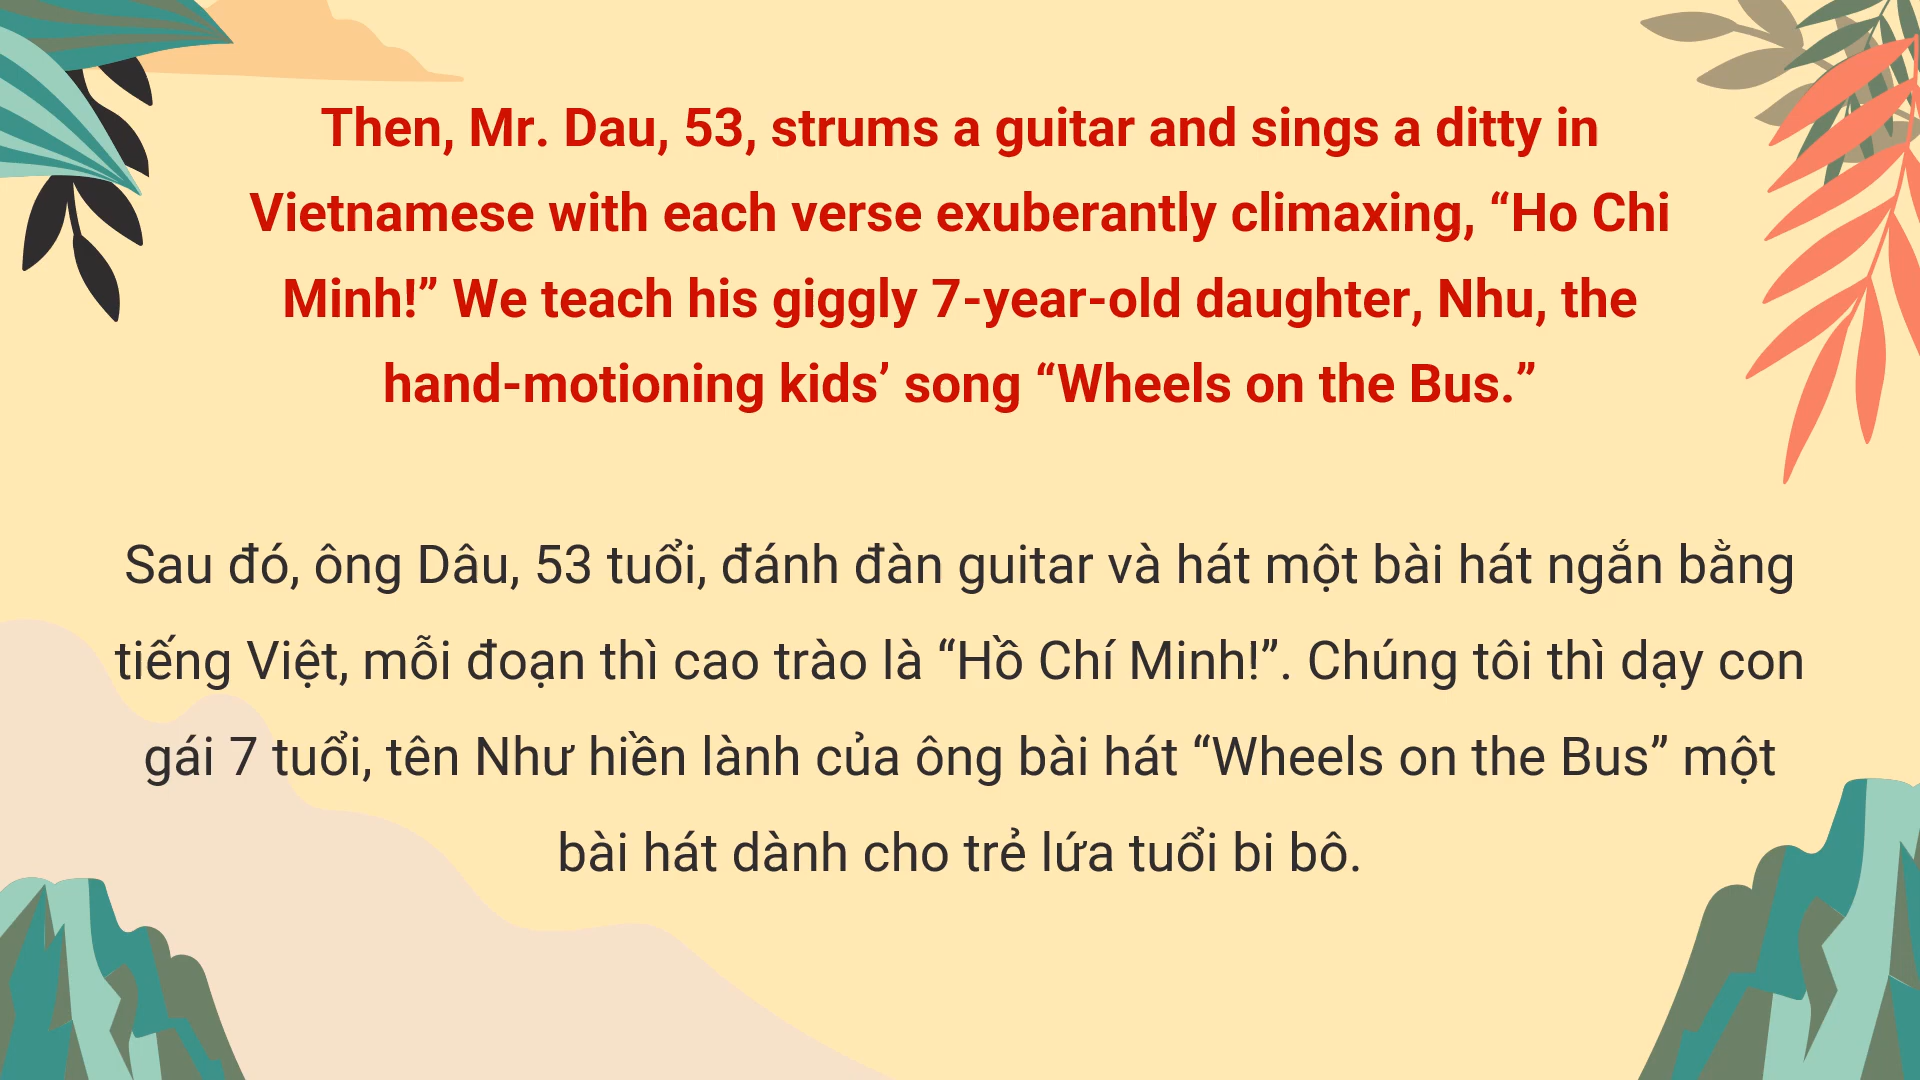 Then, Mr. Dau, 53, strums a guitar and sings a ditty in
Vietnamese with each verse exuberantly climaxing, “Ho Chi
Minh!” We teach his giggly 7-year-old daughter, Nhu, the
hand-motioning kids’ song “Wheels on the Bus.”
Sau đó, ông Dâu, 53 tuổi, đánh đàn guitar và hát một bài hát ngắn bằng
tiếng Việt, mỗi đoạn thì cao trào là “Hồ Chí Minh!”. Chúng tôi thì dạy con
gái 7 tuổi, tên Như hiền lành của ông bài hát “Wheels on the Bus” một
bài hát dành cho trẻ lứa tuổi bi bô.